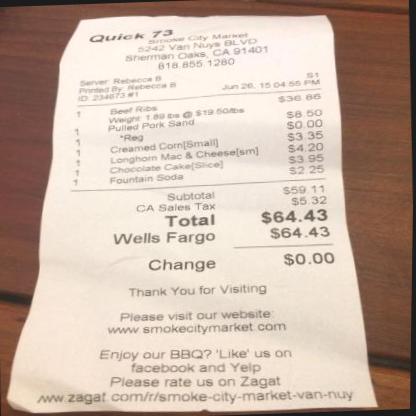 Quick 73
Smoke City Market
5242 Van Nuys BLVD
Sherman Oaks, CA 91401
818.855.1280
Server: Rebecca B S1
Printed By: Rebecca B Jun 26, 15 04:55 PM
ID: 234673 #1
1 Beef Ribs $36.86
Weight: 1.89 lbs @ $19.50/lbs
1 Pulled Pork Sand $8.50
1 *Reg $0.00
1 Creamed Corn[Small] $3.35
1 Longhorn Mac & Cheese[sm] $4.20
1 Chocolate Cake[Slice] $3.95
1 Fountain Soda $2.25
Subtotal $59.11
CA Sales Tax $5.32
Total $64.43
Wells Fargo $64.43
Change $0.00
Thank You for Visiting
Please visit our website:
www.smokecitymarket.com
Enjoy our BBQ? 'Like' us on
facebook and Yelp
Please rate us on Zagat
www.zagat.com/r/smoke-city-market-van-nuy